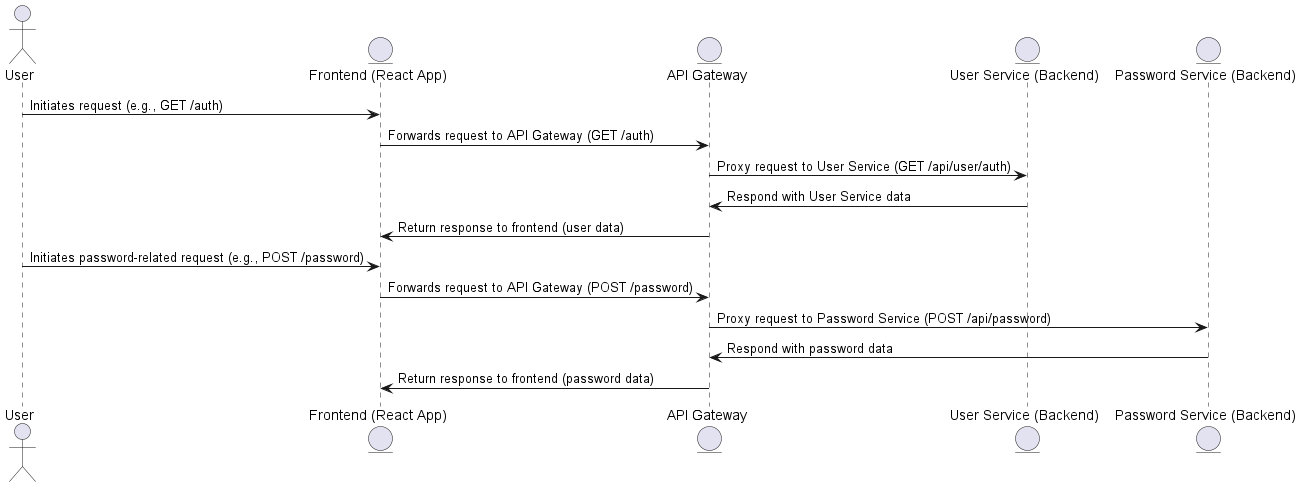 User
Frontend (React App)
API Gateway
User Service (Backend)
Password Service (Backend)
Initiates request (e.g., GET /auth)
Forwards request to API Gateway (GET /auth)
Proxy request to User Service (GET /api/user/auth)
Respond with User Service data
Return response to frontend (user data)
Initiates password-related request (e.g., POST /password)
Forwards request to API Gateway (POST /password)
Proxy request to Password Service (POST /api/password)
Respond with password data
Return response to frontend (password data)
User
Frontend (React App)
API Gateway
User Service (Backend)
Password Service (Backend)